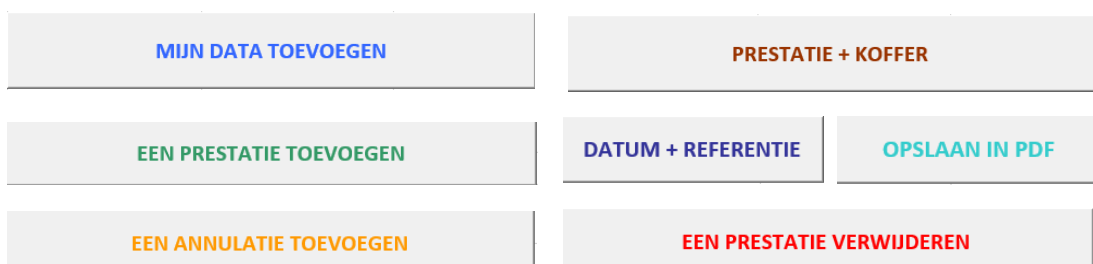 MIJN DATA TOEVOEGEN
PRESTATIE + KOFFER
EEN PRESTATIE TOEVOEGEN
DATUM + REFERENTIE
OPSLAAN IN PDF
EEN ANNULATIE TOEVOEGEN
EEN PRESTATIE VERWIJDEREN